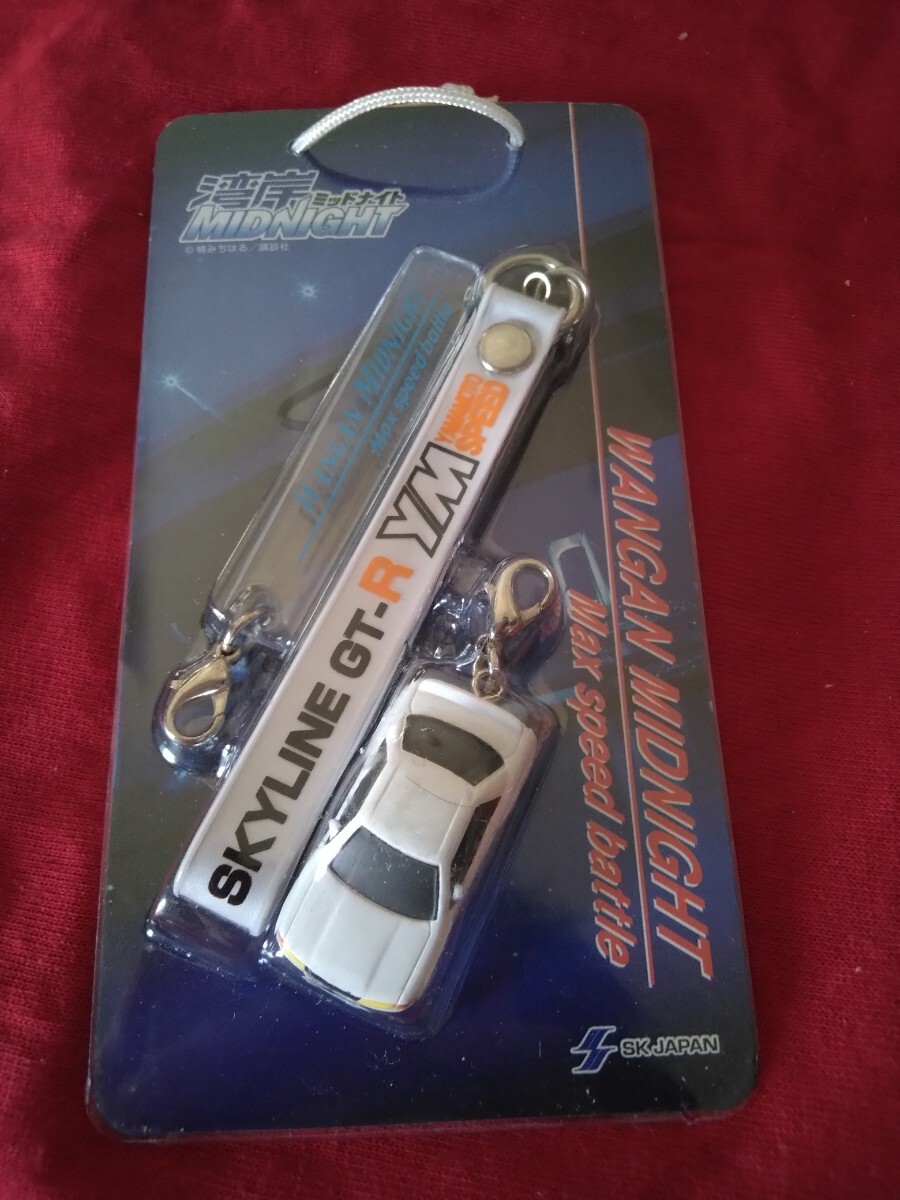 湾岸
ミッドナイト
MIDNIGHT
©楠みちはる／講談社
WANGAN MIDNIGHT
Max speed battle
SPEED
YM
SKYLINE GT-R
WANGAN MIDNIGHT
Max speed battle
SK JAPAN